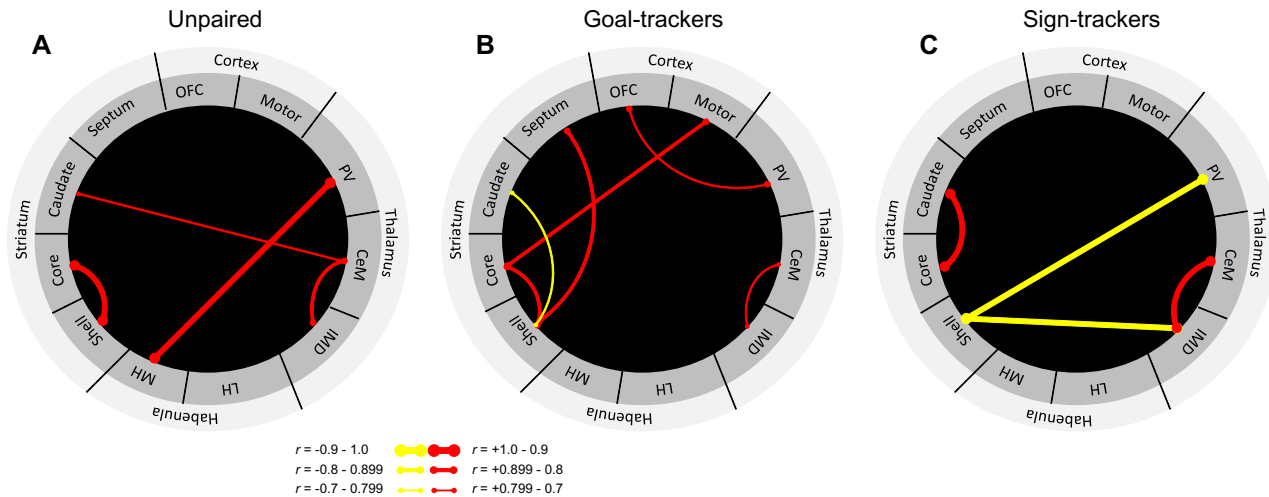 Unpaired
Goal-trackers
Sign-trackers
A
Cortex
OFC
Motor
Septum
PV
Caudate
Striatum
Thalamus
CeM
Core
IMD
Shell
MH
LH
Habenula
B
Cortex
OFC
Motor
Septum
PV
Caudate
Striatum
Thalamus
CeM
Core
IMD
Shell
MH
LH
Habenula
C
Cortex
OFC
Motor
Septum
PV
Caudate
Striatum
Thalamus
CeM
Core
IMD
Shell
MH
LH
Habenula
r = -0.9 - 1.0
r = +1.0 - 0.9
r = -0.8 - 0.899
r = +0.899 - 0.8
r = -0.7 - 0.799
r = +0.799 - 0.7